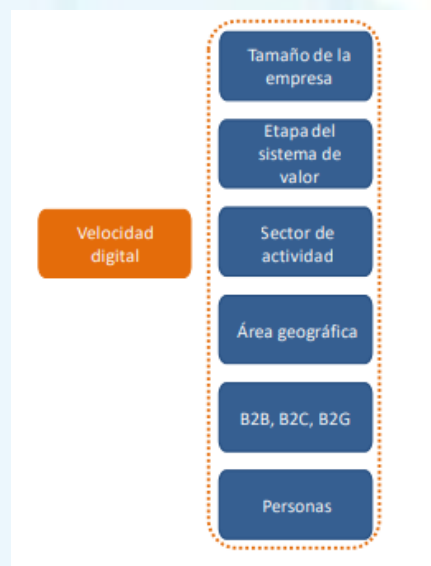 Tamaño de la
empresa
Etapa del
sistema de
valor
Velocidad
digital
Sector de
actividad
Área geográfica
B2B, B2C, B2G
Personas